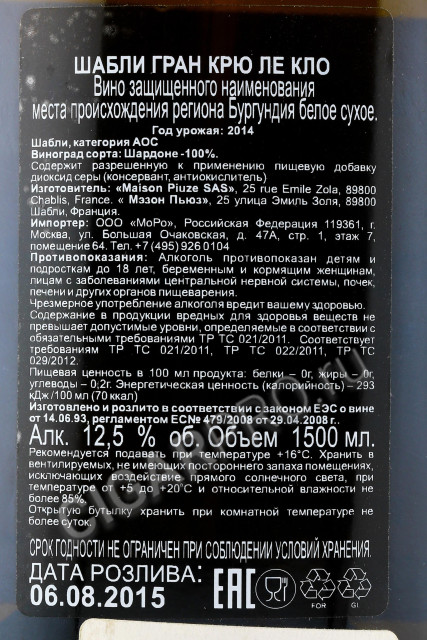 ШАБЛИ ГРАН КРЮ ЛЕ КЛО
Вино защищенного наименования
места происхождения региона Бургундия белое сухое.
Год урожая: 2014
Шабли, категория АОС
Виноград сорта: Шардоне -100%.
Содержит разрешенную к применению пищевую добавку
диоксид серы (консервант, антиокислитель)
Изготовитель: «Maison Piuze SAS», 25 rue Emile Zola, 89800
Chablis, France. « Мэзон Пьюз», 25 улица Эмиль Золя, 89800
Шабли, Франция.
Импортер: ООО «МоРо», Российская Федерация 119361, г.
Москва, ул. Большая Очаковская, д. 47А, стр. 1, этаж 7,
помещение 64. Тел. +7 (495) 926 0104
Противопоказания: Алкоголь противопоказан детям и
подросткам до 18 лет, беременным и кормящим женщинам,
лицам с заболеваниями центральной нервной системы, почек,
печени и других органов пищеварения.
Чрезмерное употребление алкоголя вредит вашему здоровью.
Содержание в продукции вредных для здоровья веществ не
превышает допустимые уровни, определяемые в соответствии с
обязательными требованиями ТР ТС 021/2011. Соответствует
требованиям ТР ТС 021/2011, ТР ТС 022/2011, ТР ТС
029/2012.
Пищевая ценность в 100 мл продукта: белки – 0г, жиры – 0г,
углеводы – 0,2г. Энергетическая ценность (калорийность) – 293
кДж/100 мл (70 ккал)
Изготовлено и розлито в соответствии с законом ЕЭС о вине
от 14.06.93, регламентом ЕС№ 479/2008 от 29.04.2008 г..
Алк. 12,5 % об. Объем 1500 мл.
Рекомендуется подавать при температуре +16°С. Хранить в
вентилируемых, не имеющих постороннего запаха помещениях,
исключающих воздействие прямого солнечного света, при
температуре от +5 до +20°С и относительной влажности не
более 85%.
Открытую бутылку хранить при комнатной температуре не
более суток.
СРОК ГОДНОСТИ НЕ ОГРАНИЧЕН ПРИ СОБЛЮДЕНИИ УСЛОВИЙ ХРАНЕНИЯ.
ДАТА РОЗЛИВА:
06.08.2015
EAC
FOR
GI